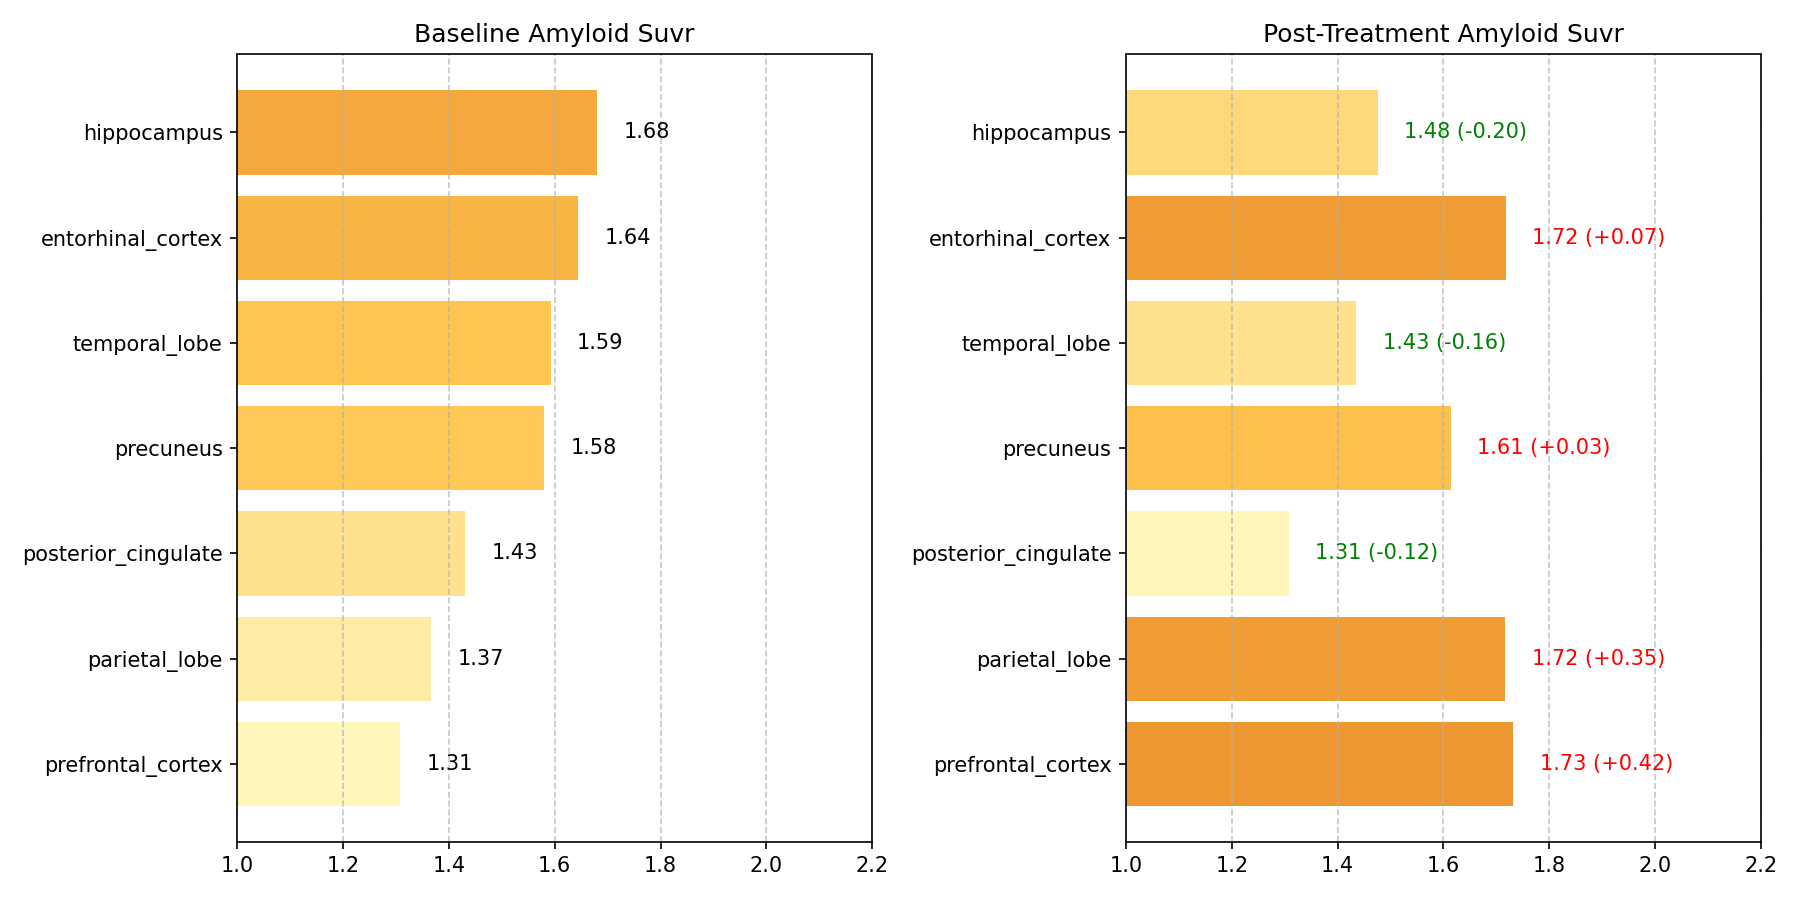 Baseline Amyloid Suvr
hippocampus 1.68
entorhinal_cortex 1.64
temporal_lobe 1.59
precuneus 1.58
posterior_cingulate 1.43
parietal_lobe 1.37
prefrontal_cortex 1.31
1.0 1.2 1.4 1.6 1.8 2.0 2.2
Post-Treatment Amyloid Suvr
hippocampus 1.48 (-0.20)
entorhinal_cortex 1.72 (+0.07)
temporal_lobe 1.43 (-0.16)
precuneus 1.61 (+0.03)
posterior_cingulate 1.31 (-0.12)
parietal_lobe 1.72 (+0.35)
prefrontal_cortex 1.73 (+0.42)
1.0 1.2 1.4 1.6 1.8 2.0 2.2